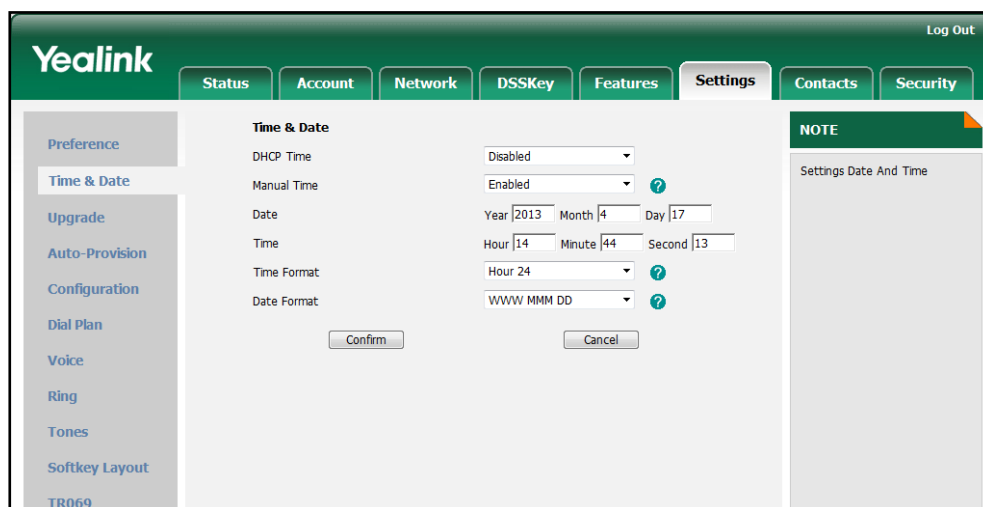 Log Out
Yealink
Status Account Network DSSKey Features Settings Contacts Security
Preference
Time & Date
Upgrade
Auto-Provision
Configuration
Dial Plan
Voice
Ring
Tones
Softkey Layout
TR069
Time & Date
DHCP Time Disabled
Manual Time Enabled ?
Date Year 2013 Month 4 Day 17
Time Hour 14 Minute 44 Second 13
Time Format Hour 24 ?
Date Format WWW MMM DD ?
Confirm Cancel
NOTE
Settings Date And Time